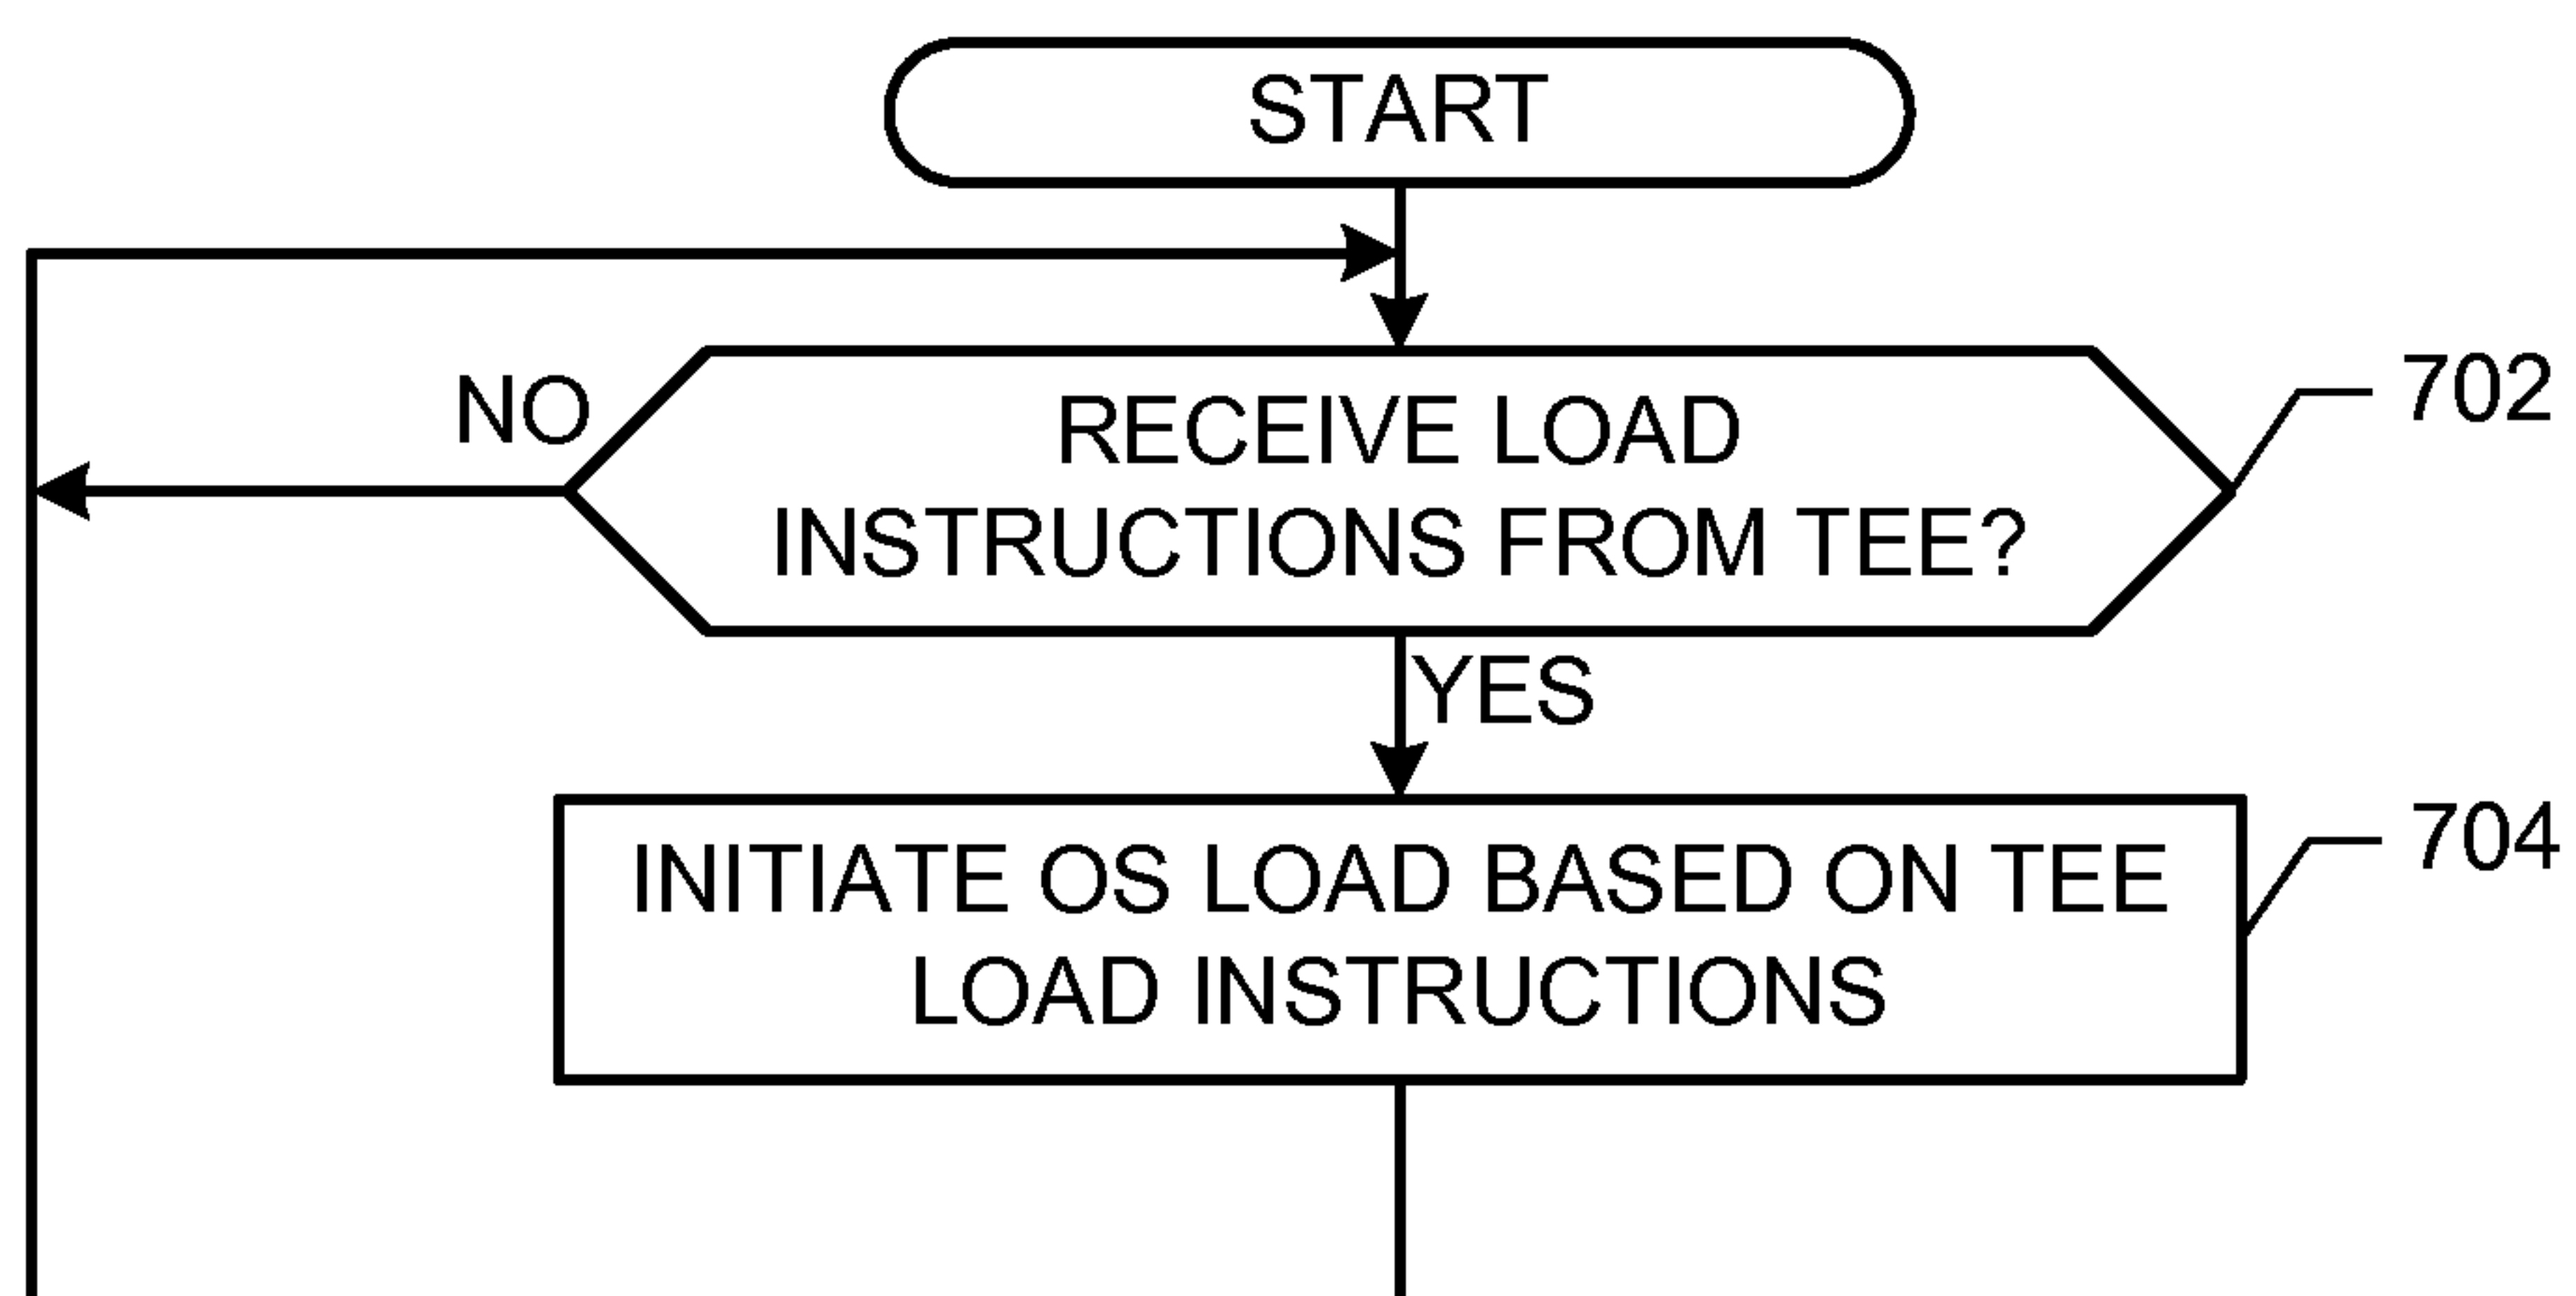 START
NO
RECEIVE LOAD
INSTRUCTIONS FROM TEE?
702
YES
INITIATE OS LOAD BASED ON TEE
LOAD INSTRUCTIONS
704